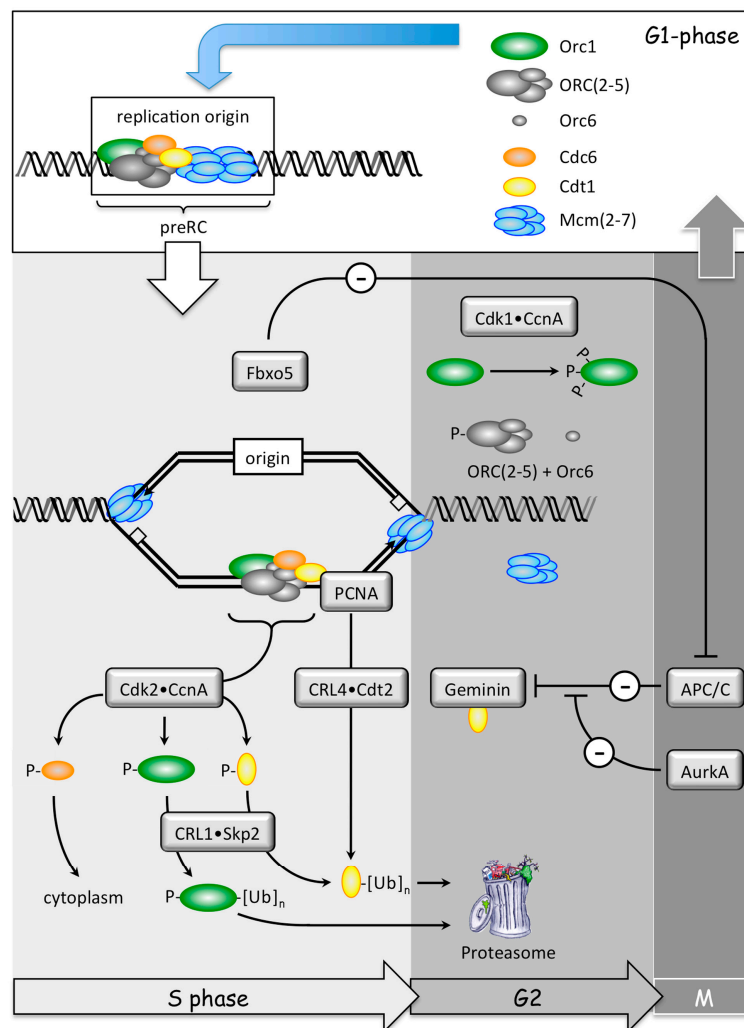 G1-phase
Orc1
ORC(2-5)
Orc6
Cdc6
Cdt1
Mcm(2-7)
replication origin
preRC
−
Cdk1•CcnA
Fbxo5
P-
P-
P-
P-
ORC(2-5) + Orc6
origin
PCNA
Cdk2•CcnA
CRL4•Cdt2
Geminin
−
APC/C
−
AurkA
P-
P-
P-
CRL1•Skp2
cytoplasm
P-
-[Ub]n
-[Ub]n
Proteasome
S phase
G2
M